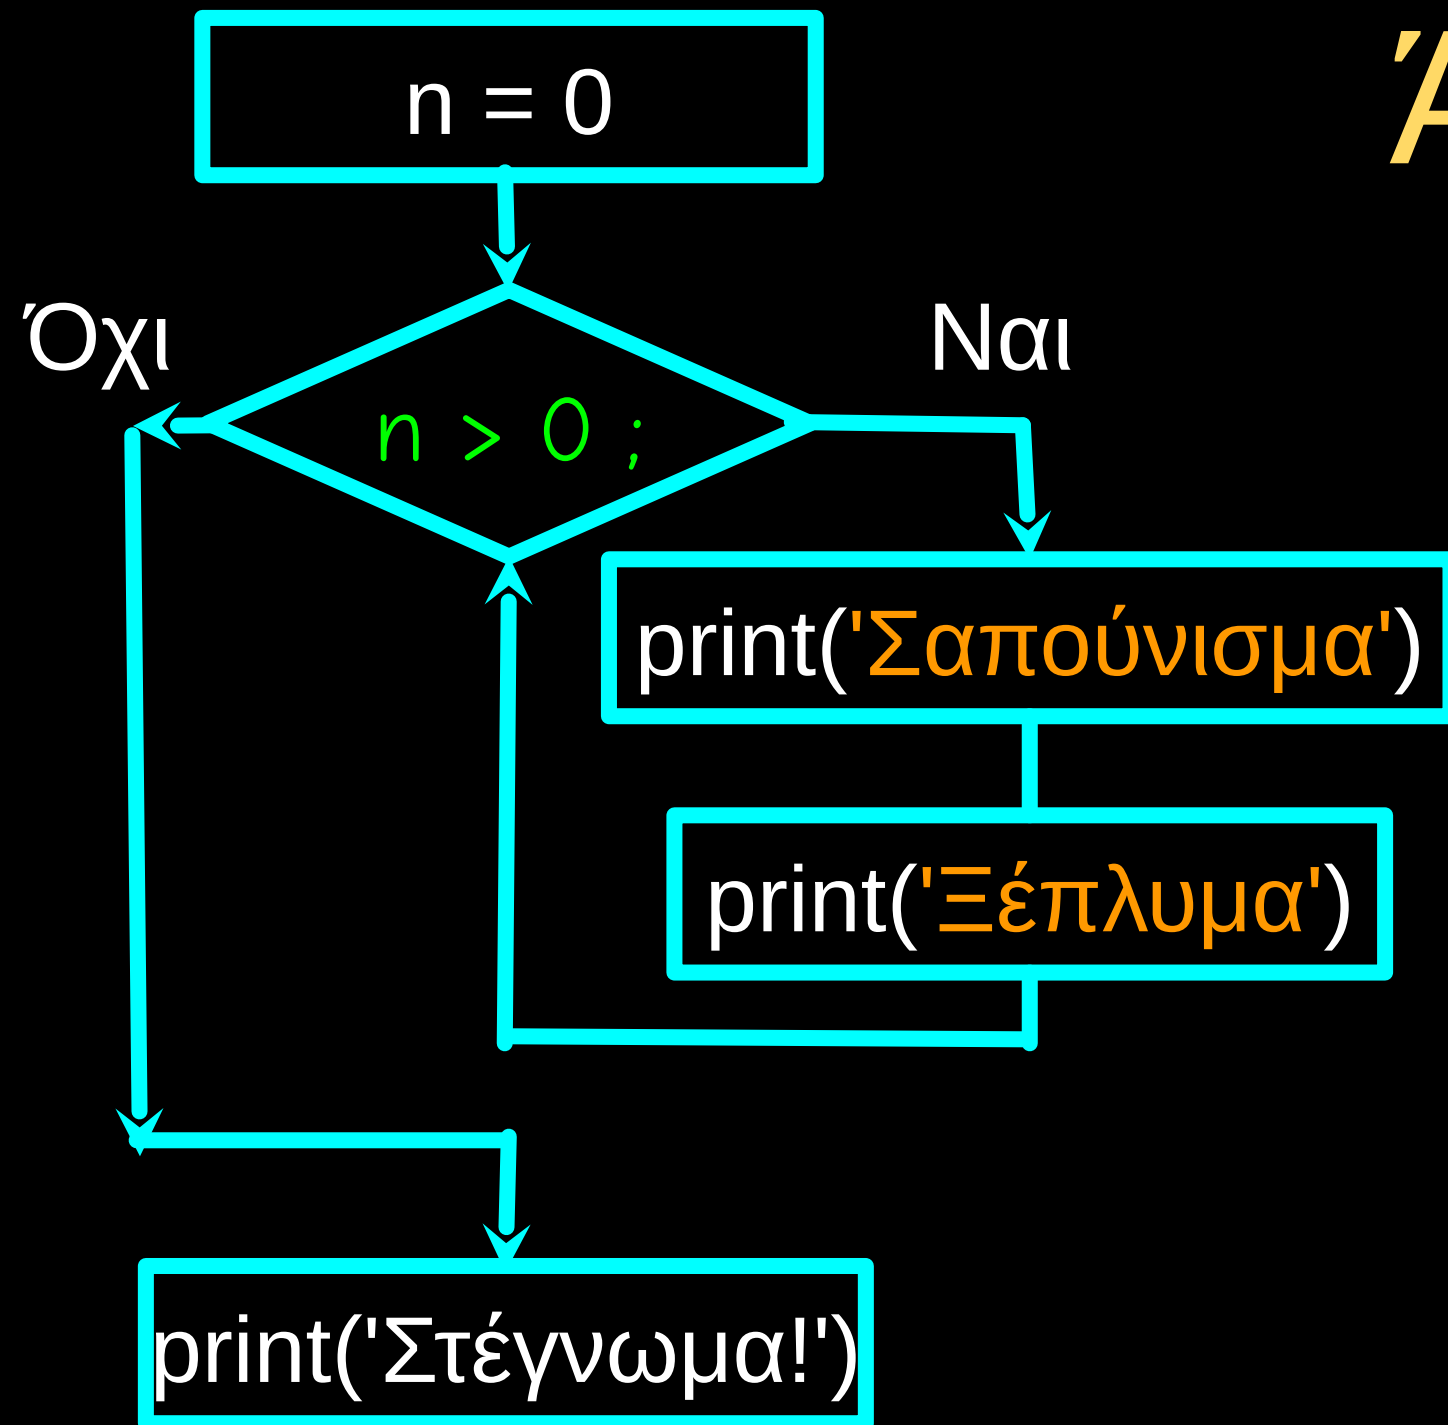 n = 0
Όχι
Ναι
n > 0 ;
print('Σαπούνισμα')
print('Ξέπλυμα')
print('Στέγνωμα!')